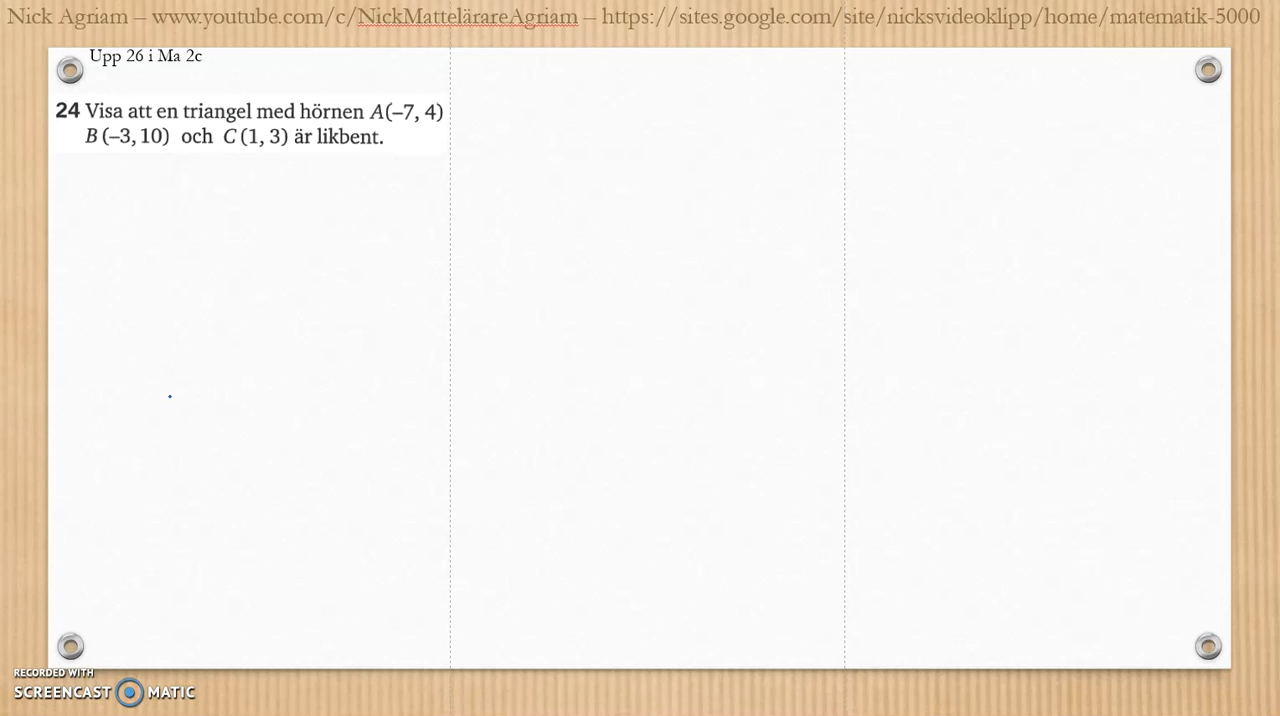 Nick Agriam – www.youtube.com/c/NickMattelärareAgriam – https://sites.google.com/site/nicksvideoklipp/home/matematik-5000
Upp 26 i Ma 2c
24 Visa att en triangel med hörnen A(–7, 4)
B (–3, 10) och C (1, 3) är likbent.
RECORDED WITH
SCREENCAST MATIC